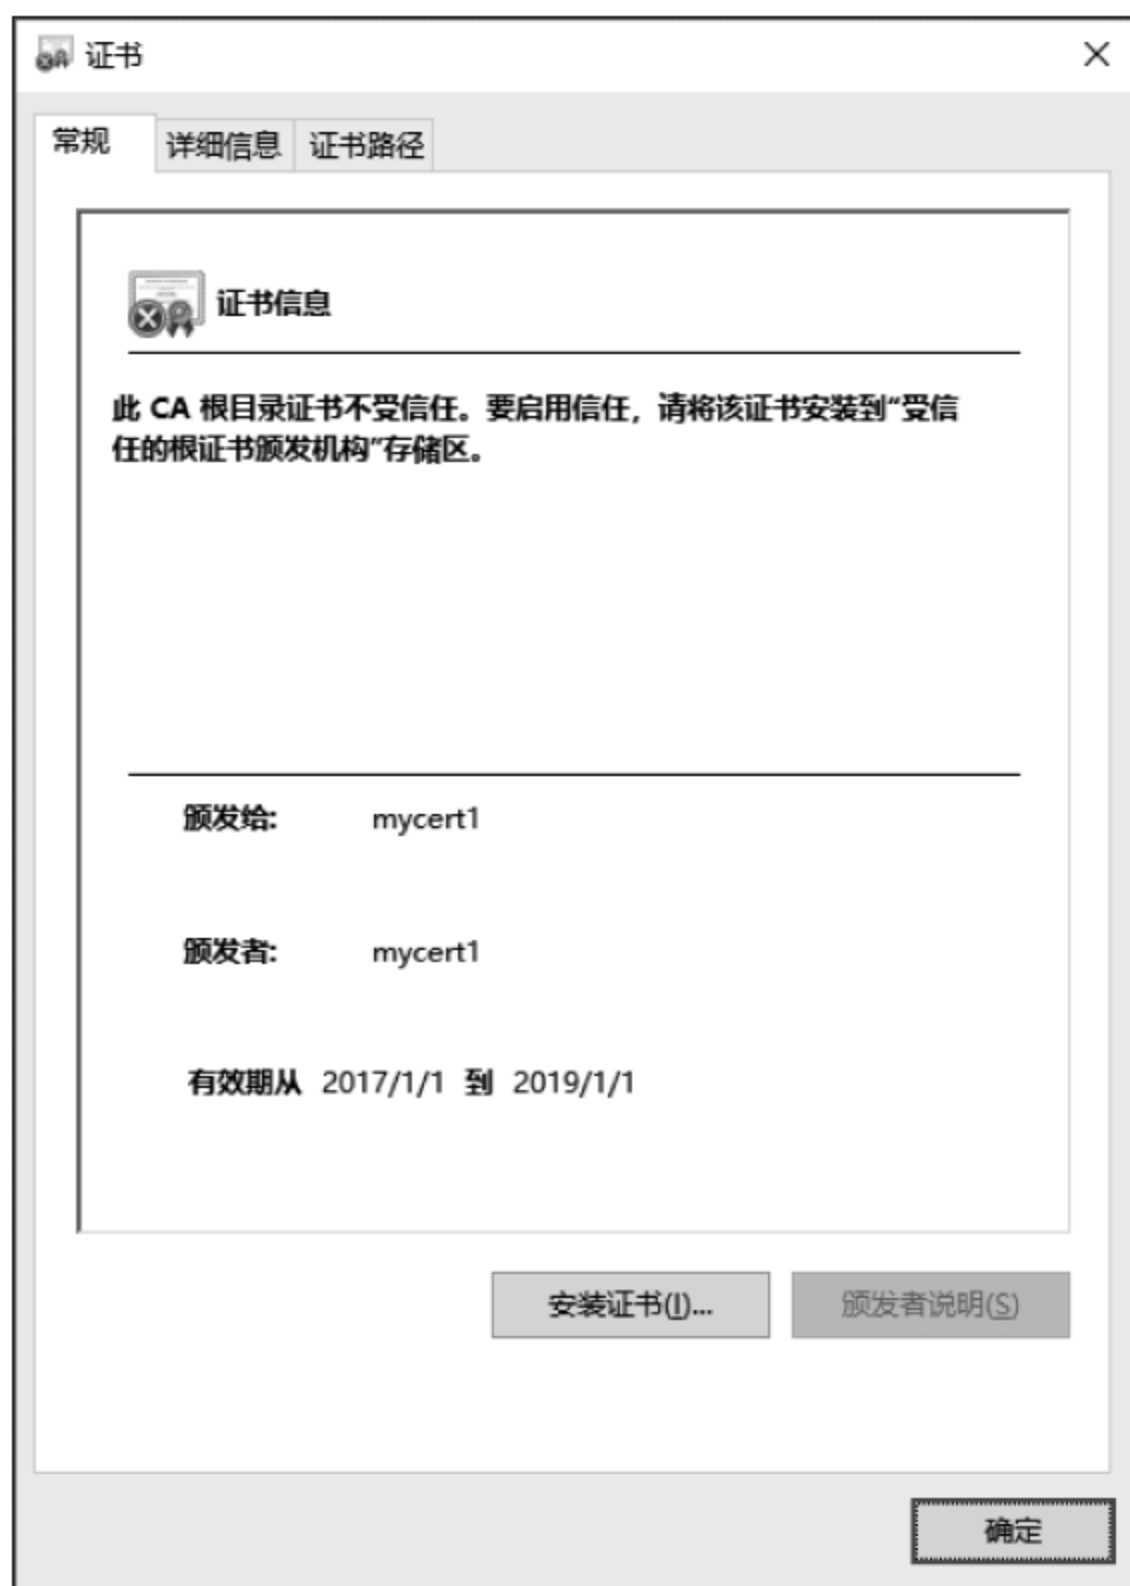 证书
常规 详细信息 证书路径
证书信息
此 CA 根目录证书不受信任。要启用信任，请将该证书安装到“受信
任的根证书颁发机构”存储区。
颁发给: mycert1
颁发者: mycert1
有效期从 2017/1/1 到 2019/1/1
安装证书(I)... 颁发者说明(S)
确定